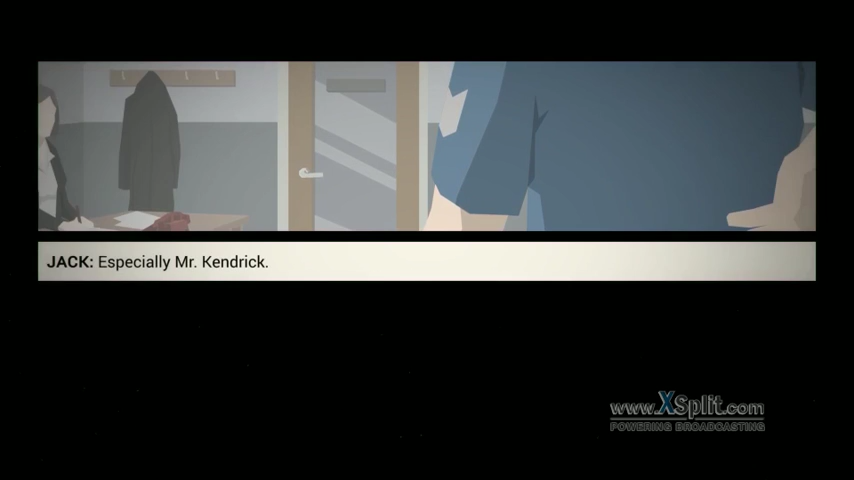 JACK: Especially Mr. Kendrick.
www.XSplit.com
POWERING BROADCASTING